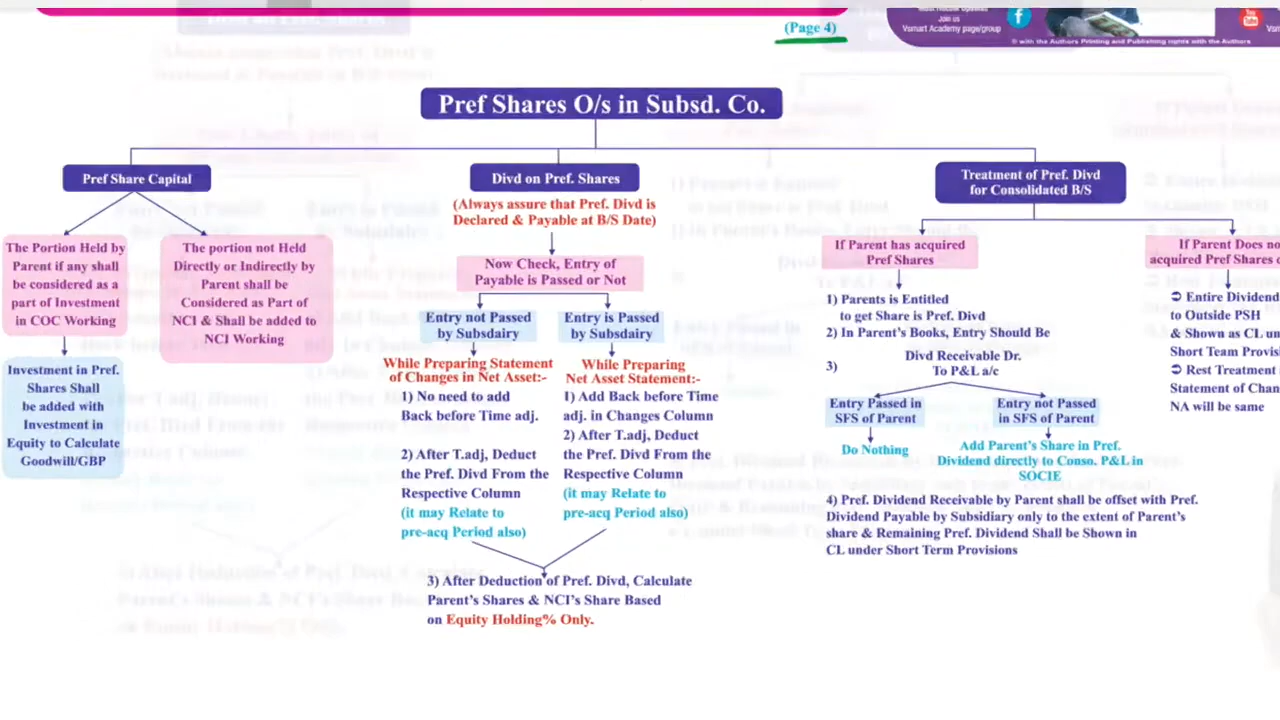 (Page 4)
Join us
Vsmart Academy page/group
© with the Authors Printing and Publishing rights with the Authors
Pref Shares O/s in Subsd. Co.
Pref Share Capital
The Portion Held by
Parent if any shall
be considered as a
part of Investment
in COC Working
The portion not Held
Directly or Indirectly by
Parent shall be
Considered as Part of
NCI & Shall be added to
NCI Working
Investment in Pref.
Shares Shall
be added with
Investment in
Equity to Calculate
Goodwill/GBP
Divd on Pref. Shares
(Always assure that Pref. Divd is
Declared & Payable at B/S Date)
Now Check, Entry of
Payable is Passed or Not
Entry not Passed
by Subsdairy
While Preparing Statement
of Changes in Net Asset:-
1) No need to add
Back before Time adj.
2) After T.adj, Deduct
the Pref. Divd From the
Respective Column
(it may Relate to
pre-acq Period also)
Entry is Passed
by Subsdairy
While Preparing
Net Asset Statement:-
1) Add Back before Time
adj. in Changes Column
2) After T.adj, Deduct
the Pref. Divd From the
Respective Column
(it may Relate to
pre-acq Period also)
3) After Deduction of Pref. Divd, Calculate
Parent's Shares & NCI's Share Based
on Equity Holding% Only.
Treatment of Pref. Divd
for Consolidated B/S
If Parent has acquired
Pref Shares
1) Parents is Entitled
to get Share is Pref. Divd
2) In Parent's Books, Entry Should Be
Divd Receivable Dr.
3)
To P&L a/c
Entry Passed in
SFS of Parent
Do Nothing
Entry not Passed
in SFS of Parent
Add Parent's Share in Pref.
Dividend directly to Conso. P&L in
SOCIE
4) Pref. Dividend Receivable by Parent shall be offset with Pref.
Dividend Payable by Subsidiary only to the extent of Parent's
share & Remaining Pref. Dividend Shall be Shown in
CL under Short Term Provisions
If Parent Does no
acquired Pref Shares
➲ Entire Dividend
to Outside PSH
& Shown as CL un
Short Team Provisi
➲ Rest Treatment
Statement of Chan
NA will be same